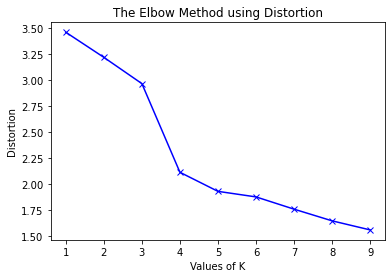 The Elbow Method using Distortion
Distortion
3.50
3.25
3.00
2.75
2.50
2.25
2.00
1.75
1.50
1 2 3 4 5 6 7 8 9
Values of K